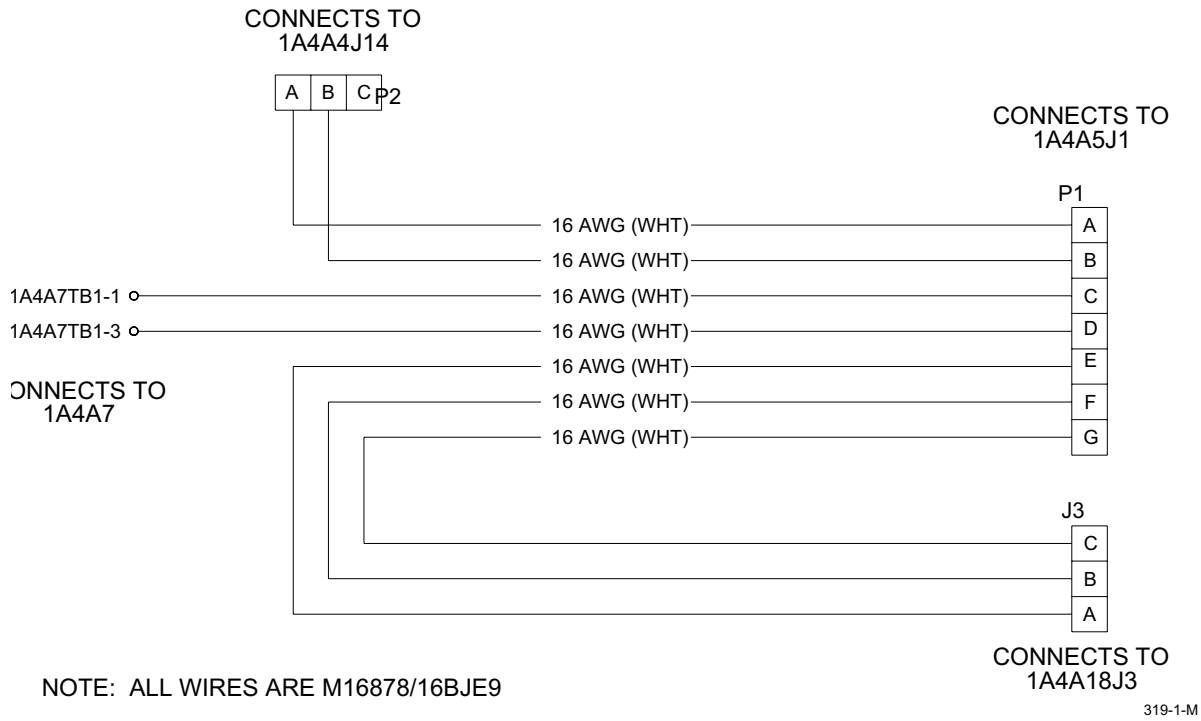 CONNECTS TO
1A4A4J14
A B C P2
CONNECTS TO
1A4A5J1
P1
16 AWG (WHT) A
16 AWG (WHT) B
1A4A7TB1-1 16 AWG (WHT) C
1A4A7TB1-3 16 AWG (WHT) D
16 AWG (WHT) E
ONNECTS TO
1A4A7
16 AWG (WHT) F
16 AWG (WHT) G
J3
C
B
A
CONNECTS TO
1A4A18J3
NOTE: ALL WIRES ARE M16878/16BJE9
319-1-M